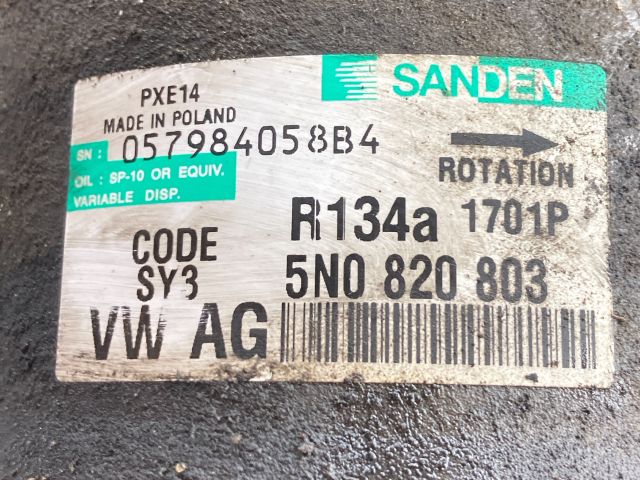 SANDEN
PXE14
MADE IN POLAND
SN : 057984058B4
OIL : SP-10 OR EQUIV.
VARIABLE DISP.
ROTATION
R134a 1701P
CODE
SY3
5N0 820 803
VW AG